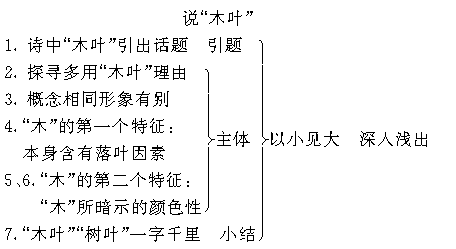 说“木叶”
1. 诗中“木叶”引出话题 引题
2. 探寻多用“木叶”理由
3. 概念相同形象有别
4.“木”的第一个特征：
本身含有落叶因素
5、6.“木”的第二个特征：
“木”所暗示的颜色性
主体
以小见大 深人浅出
7.“木叶”“树叶”一字千里 小结